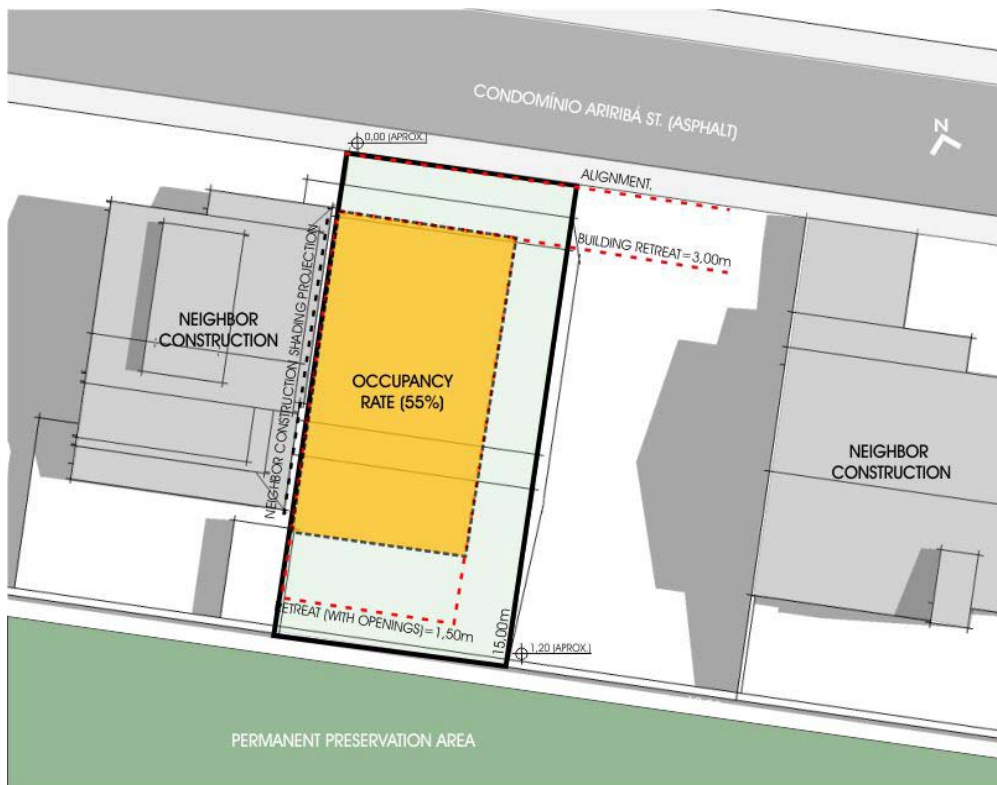 CONDOMÍNIO ARIRIBÁ ST. (ASPHALT)
N
0,00 (APROX.)
ALIGNMENT.
BUILDING RETREAT=3,00m
NEIGHBOR CONSTRUCTION SHADING PROJECTION
NEIGHBOR
CONSTRUCTION
OCCUPANCY
RATE (55%)
NEIGHBOR
CONSTRUCTION
RETREAT (WITH OPENINGS)=1,50m
15,00m
1,20 (APROX.)
PERMANENT PRESERVATION AREA